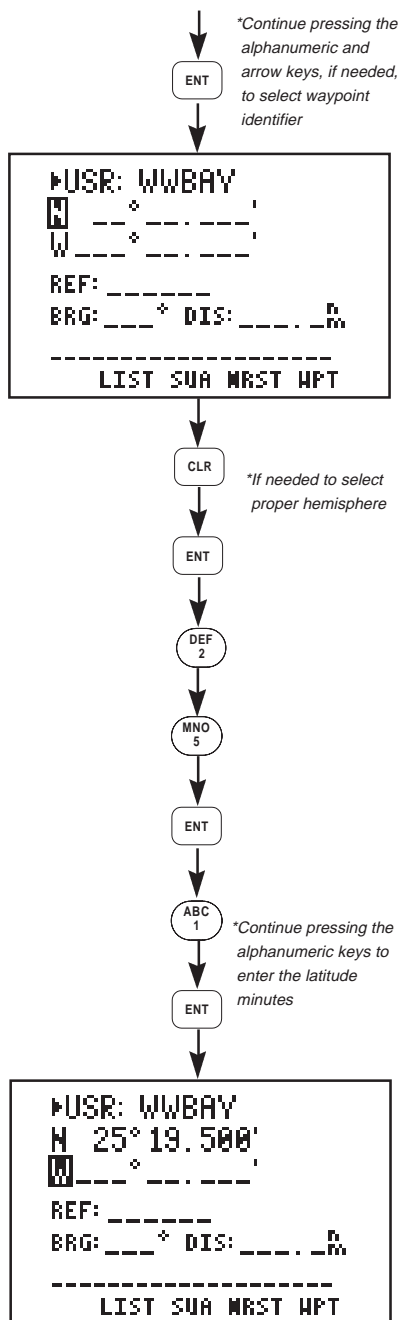 *Continue pressing the
alphanumeric and
arrow keys, if needed,
to select waypoint
identifier
ENT
▸USR: WWBAY
N __°__.___'
W___°__.___'
REF: ______
BRG:___° DIS:___._nm
____________________
LIST SUA NRST WPT
CLR
*If needed to select
proper hemisphere
ENT
DEF
2
MNO
5
ENT
ABC
1
*Continue pressing the
alphanumeric keys to
enter the latitude
minutes
ENT
▸USR: WWBAY
N 25°19.500'
W___°__.___'
REF: ______
BRG:___° DIS:___._nm
____________________
LIST SUA NRST WPT